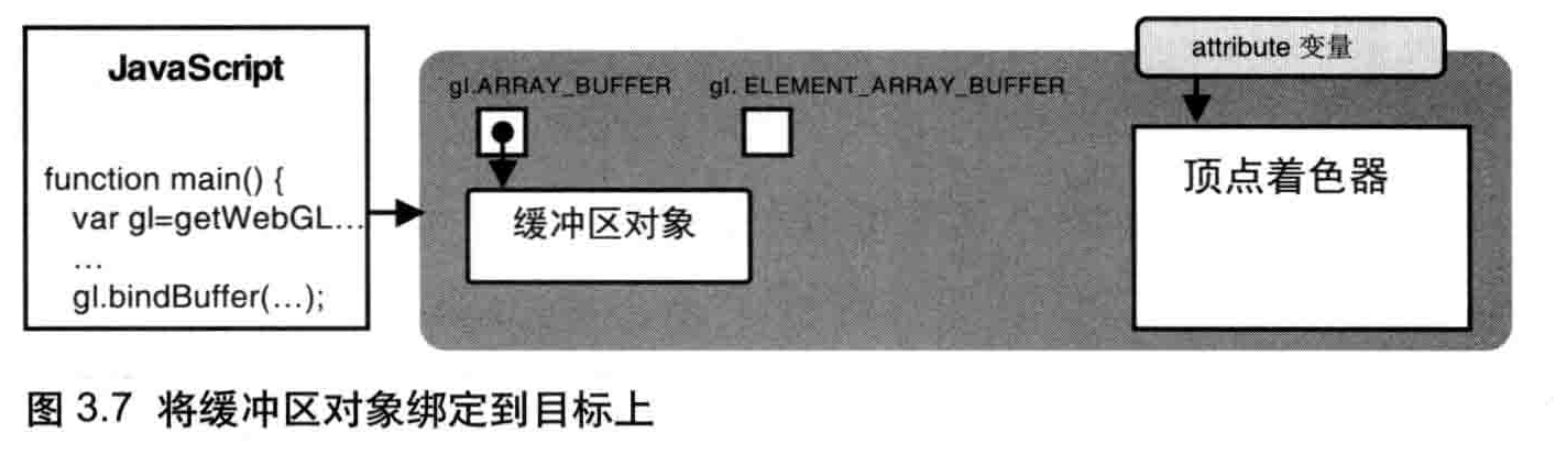 JavaScript
function main() {
var gl=getWebGL…
…
gl.bindBuffer(…);
gl.ARRAY_BUFFER
gl. ELEMENT_ARRAY_BUFFER
缓冲区对象
attribute 变量
顶点着色器
图 3.7 将缓冲区对象绑定到目标上